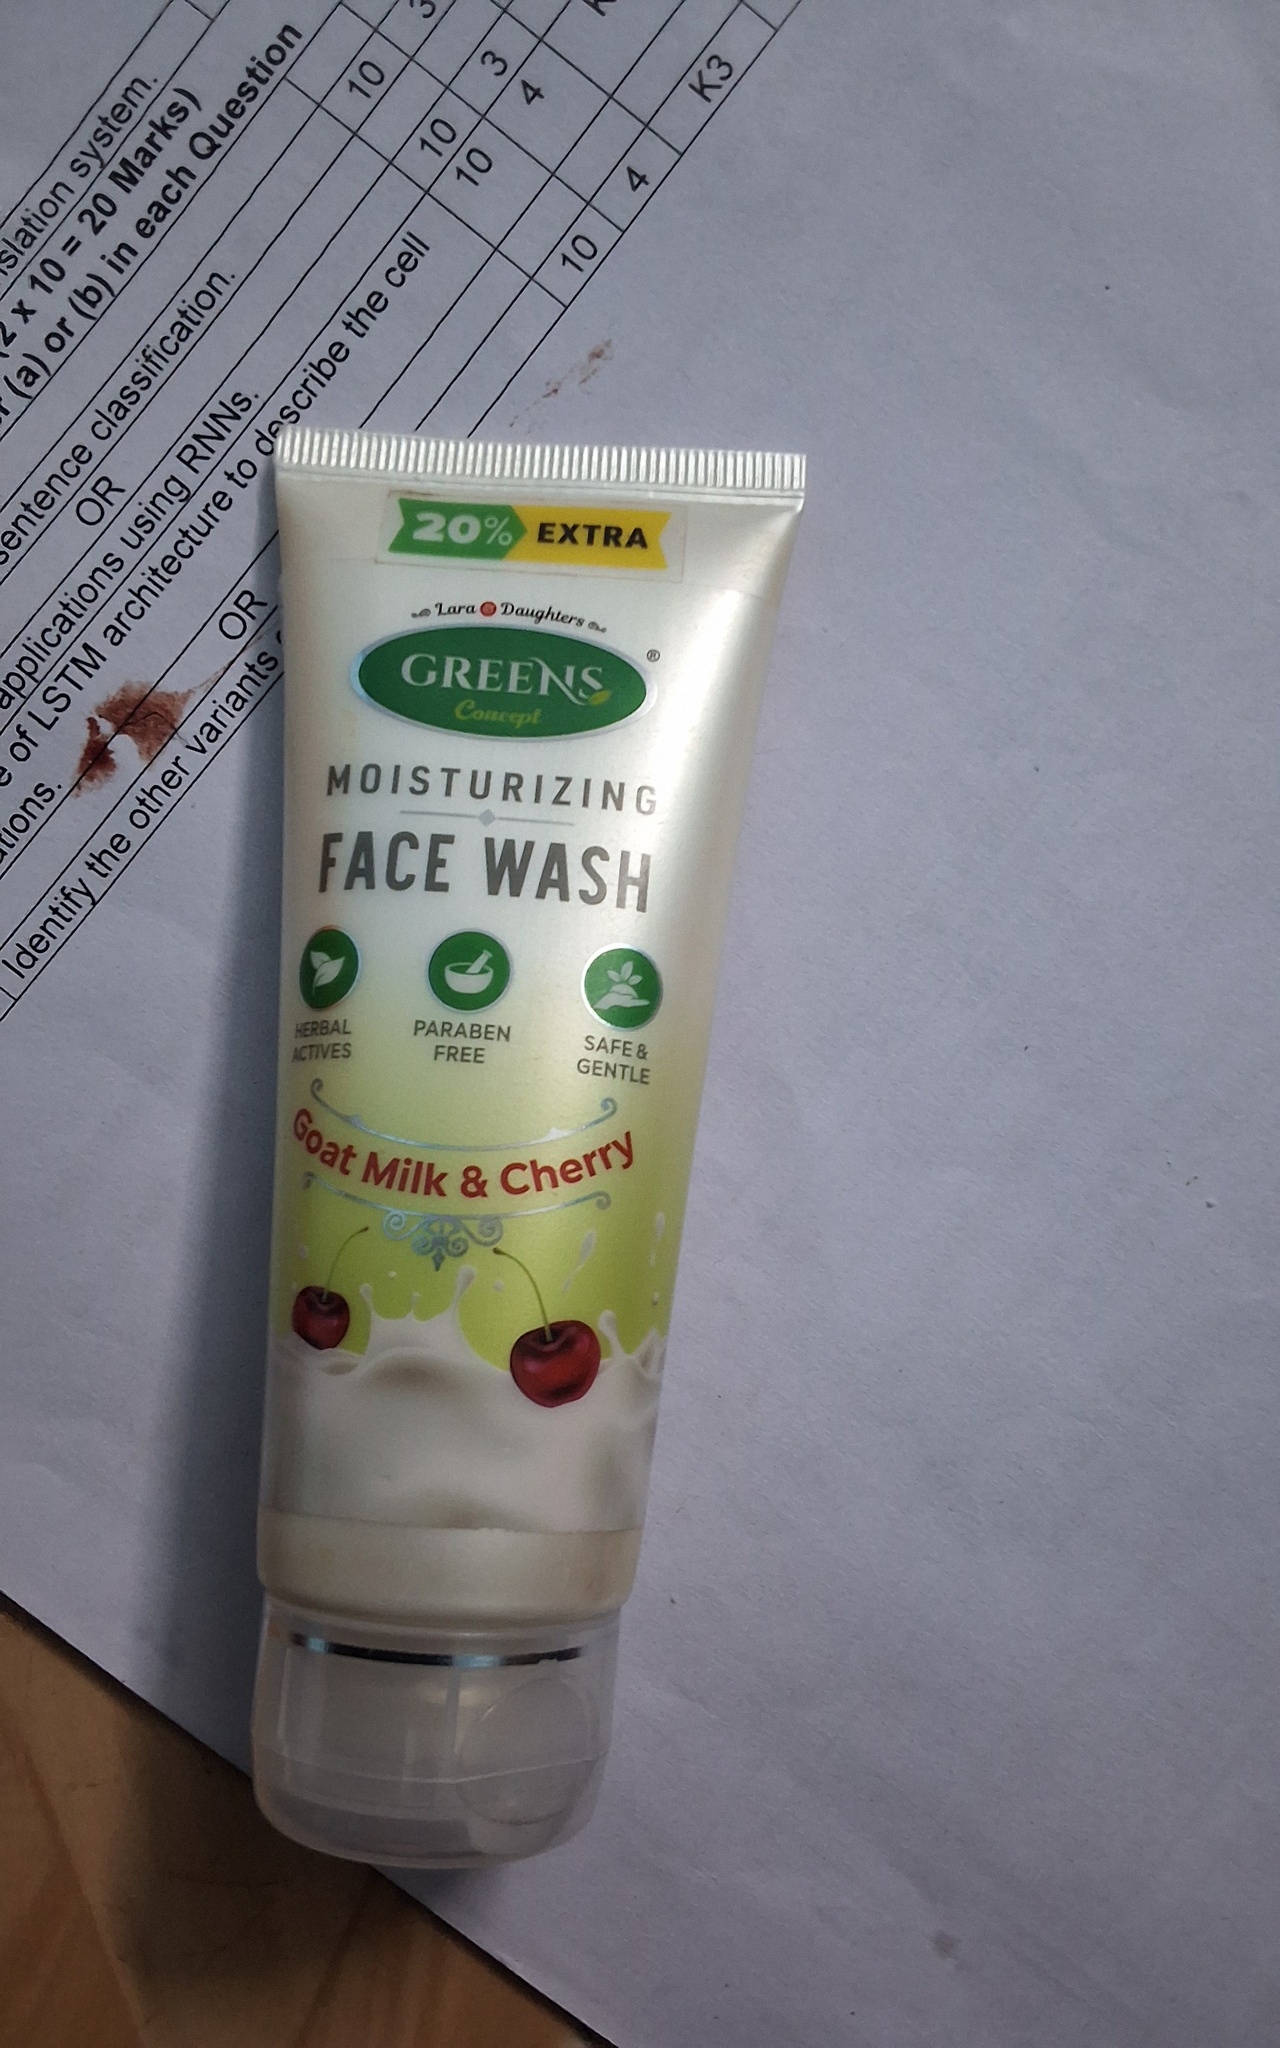 slation system.
(2 x 10 = 20 Marks)
(a) or (b) in each Question
10
3
sentence classification.
OR
10
3
applications using RNNs.
10
4
e of LSTM architecture to describe the cell
ations.
OR
Identify the other variants
10
4
K3
20% EXTRA
Lara Daughters
GREENS ®
Concept
MOISTURIZING
FACE WASH
HERBAL
ACTIVES
PARABEN
FREE
SAFE &
GENTLE
Goat Milk & Cherry